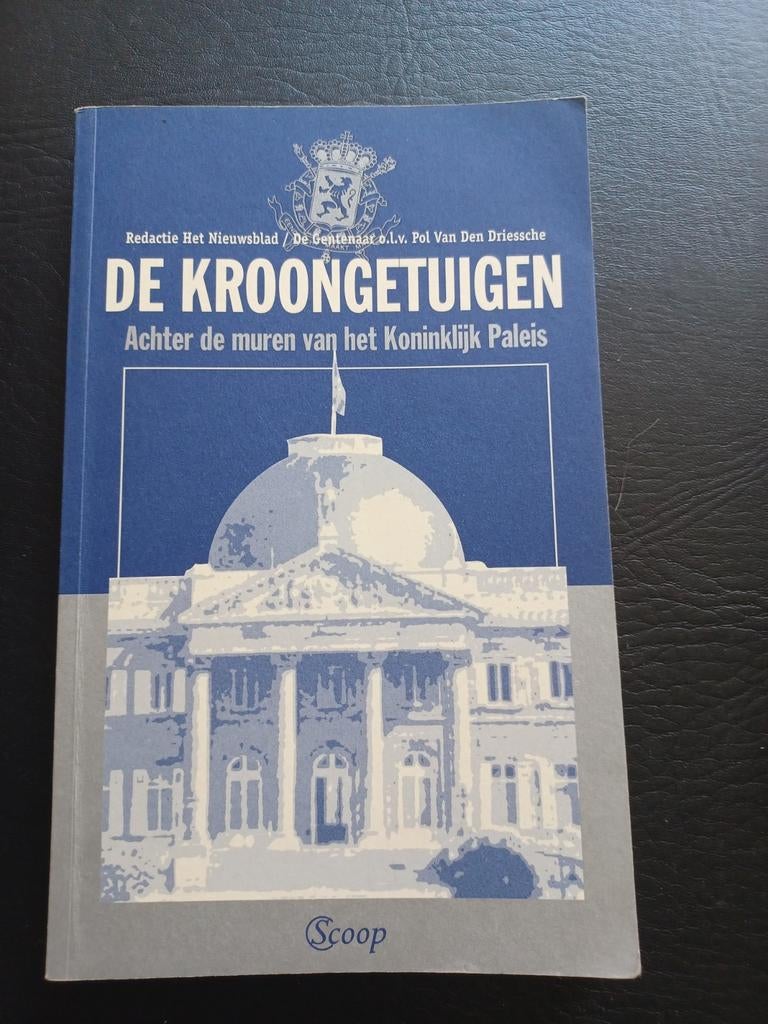 Redactie Het Nieuwsblad / De Gentenaar o.l.v. Pol Van Den Driessche
DE KROONGETUIGEN
Achter de muren van het Koninklijk Paleis
Scoop